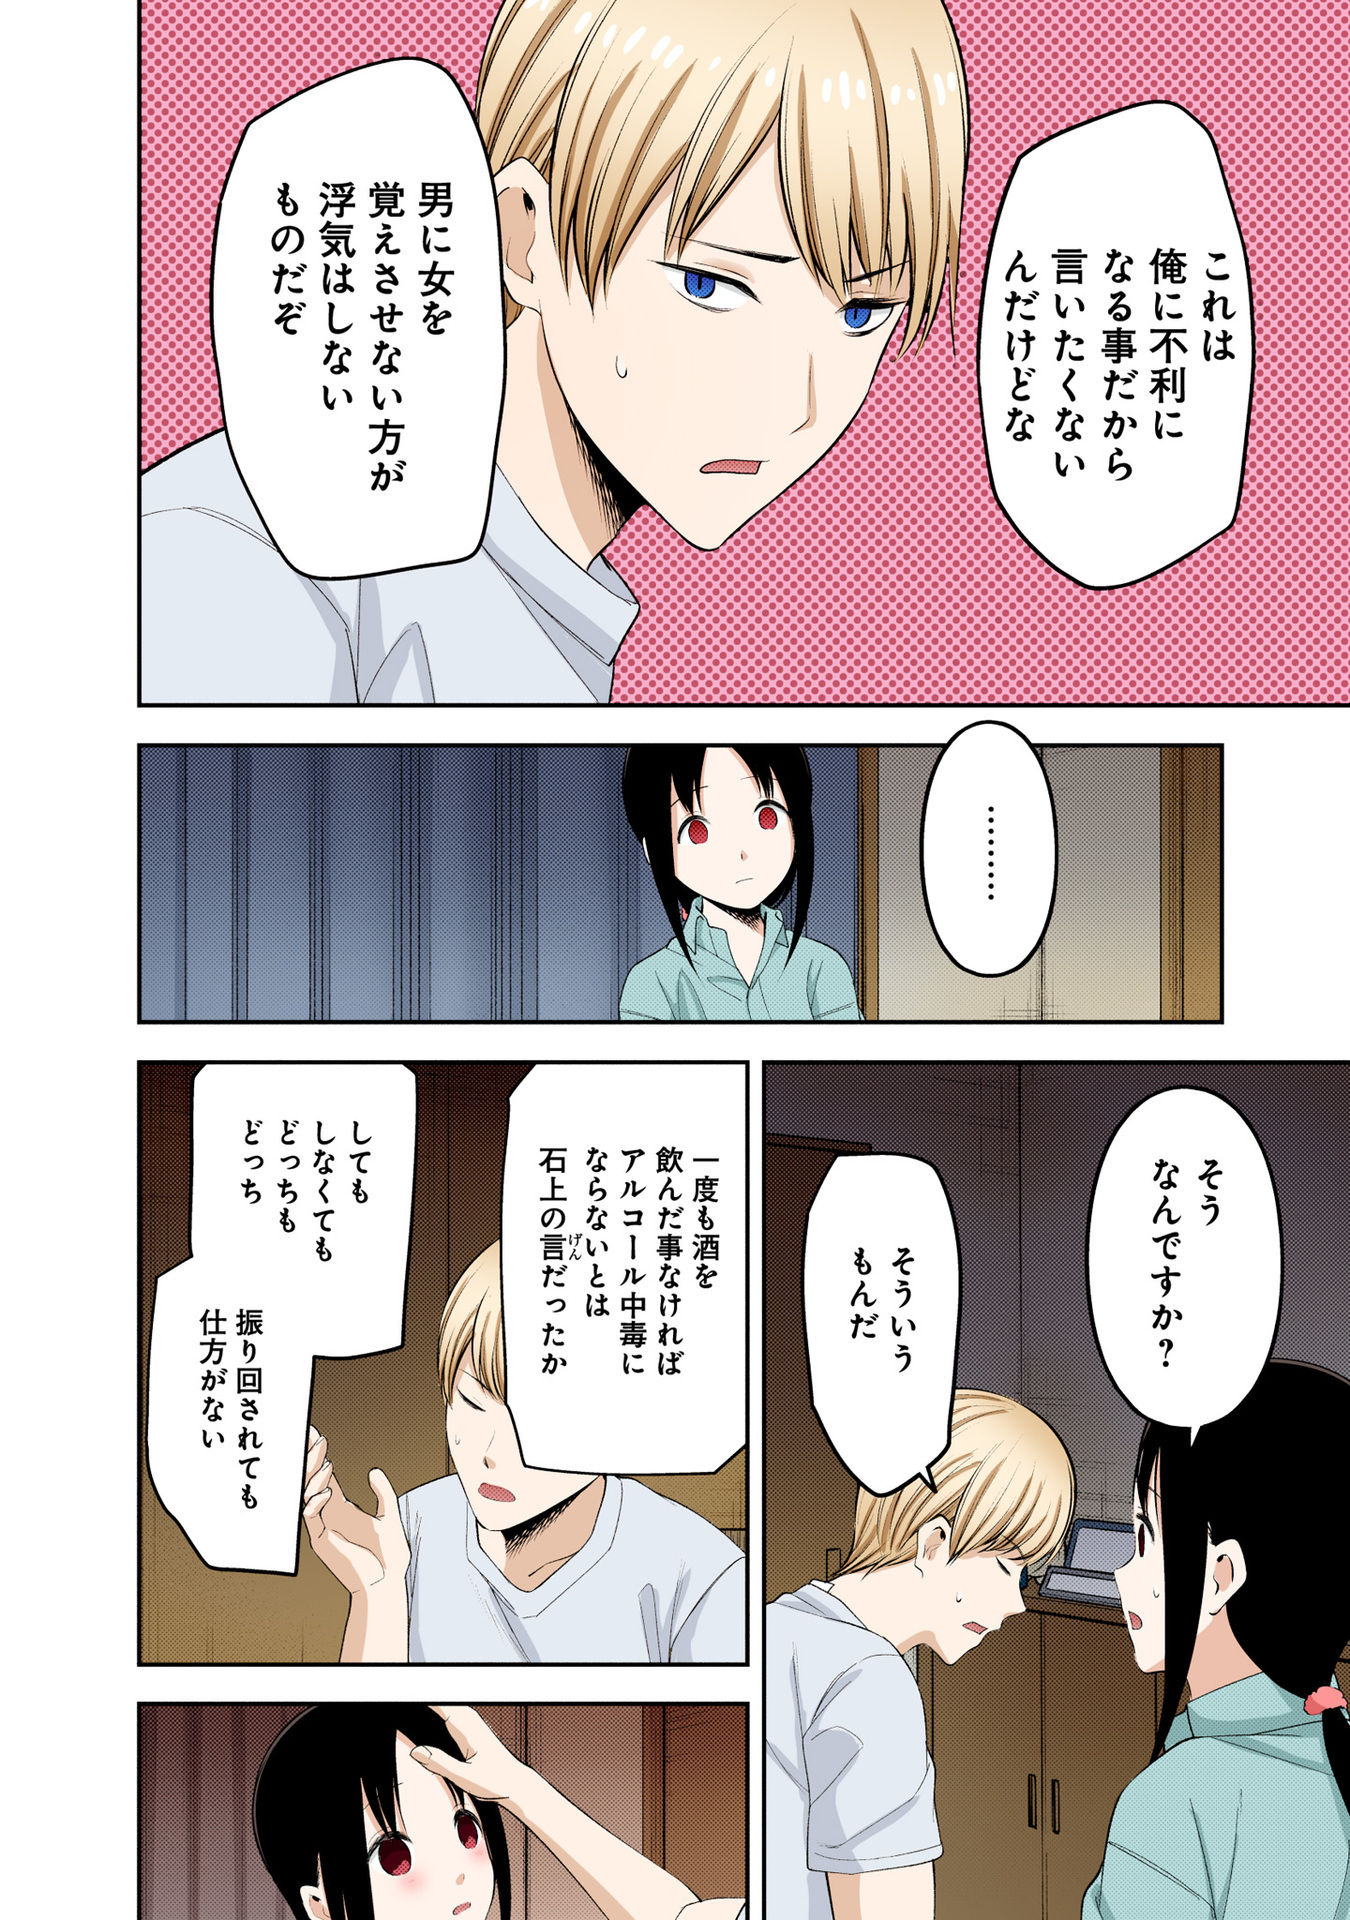 これは
俺に不利に
なる事だから
言いたくない
んだけどな
男に女を
覚えさせない方が
浮気はしない
ものだぞ
………
そう
なんですか？
そういう
もんだ
一度も酒を
飲んだ事なければ
アルコール中毒に
ならないとは
石上の言だったか
げん
しても
しなくても
どっちも
どっち
振り回されても
仕方がない